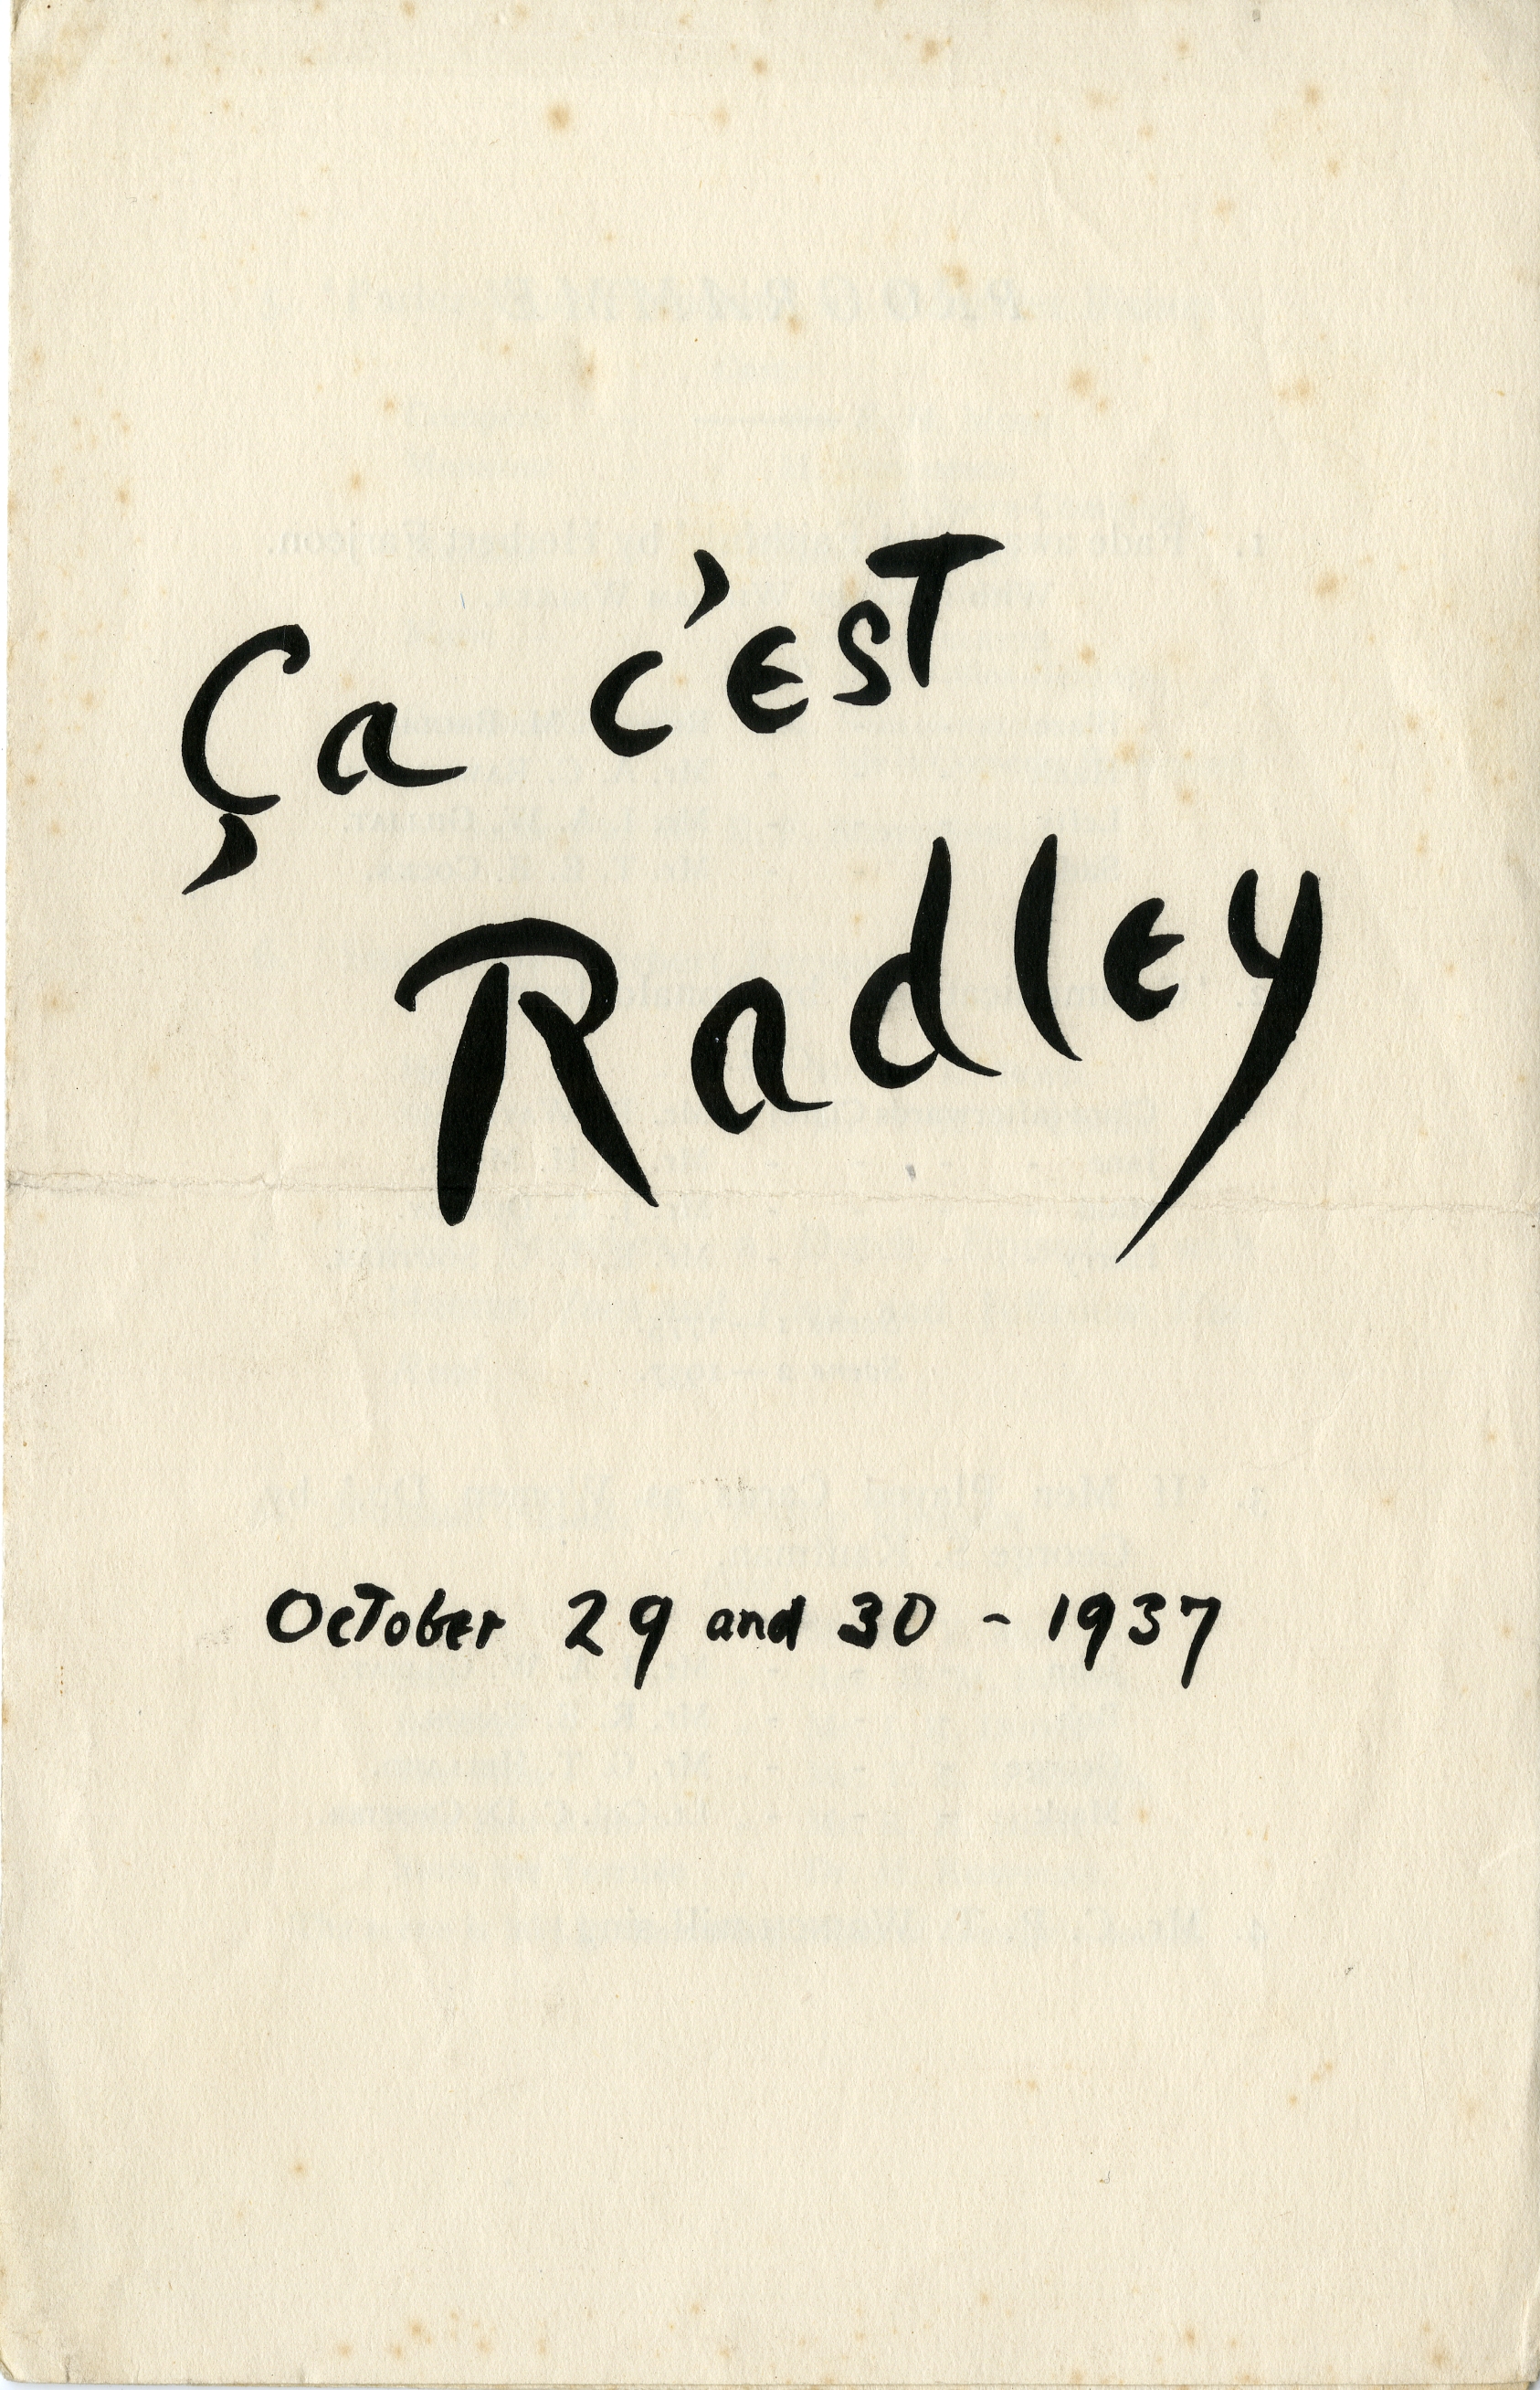 Ça c'est
Radley
October 29 and 30 - 1937